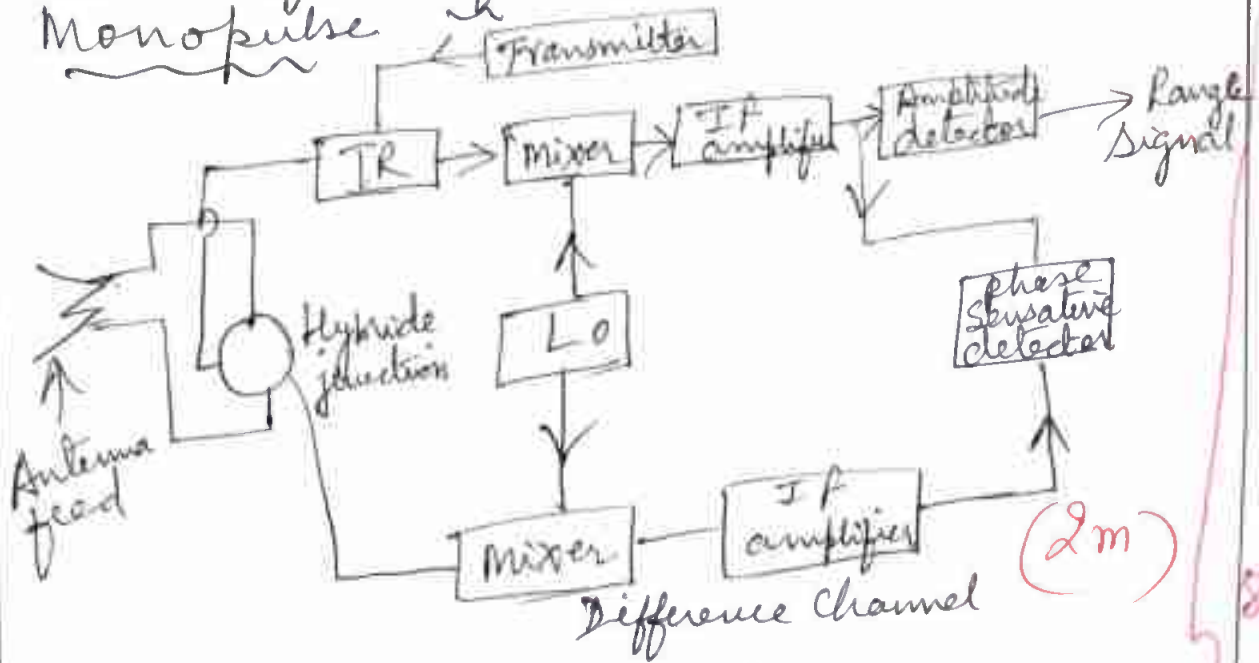 Monopulse
Transmitter
TR
mixer
IF
amplifier
Amplitude
detector
Range
Signal
Hybride
junction
LO
phase
Sensative
detector
Antenna
feed
mixer
IF
amplifier
(2m)
Difference Channel